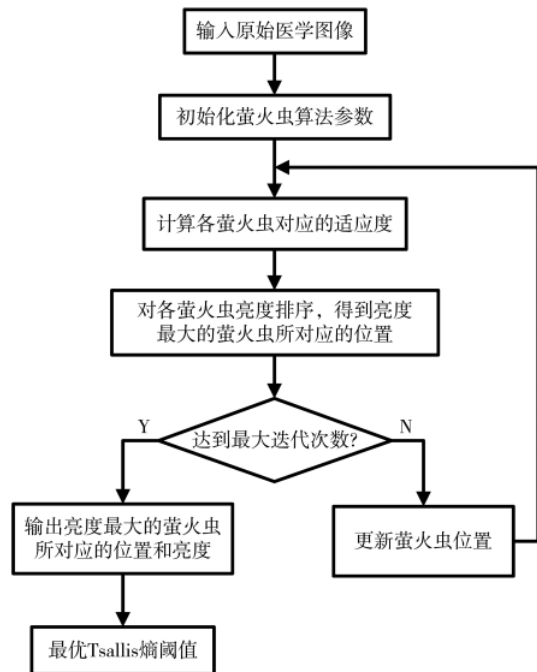 输入原始医学图像
初始化萤火虫算法参数
计算各萤火虫对应的适应度
对各萤火虫亮度排序，得到亮度
最大的萤火虫所对应的位置
达到最大迭代次数?
Y
N
输出亮度最大的萤火虫
所对应的位置和亮度
更新萤火虫位置
最优Tsallis熵阈值